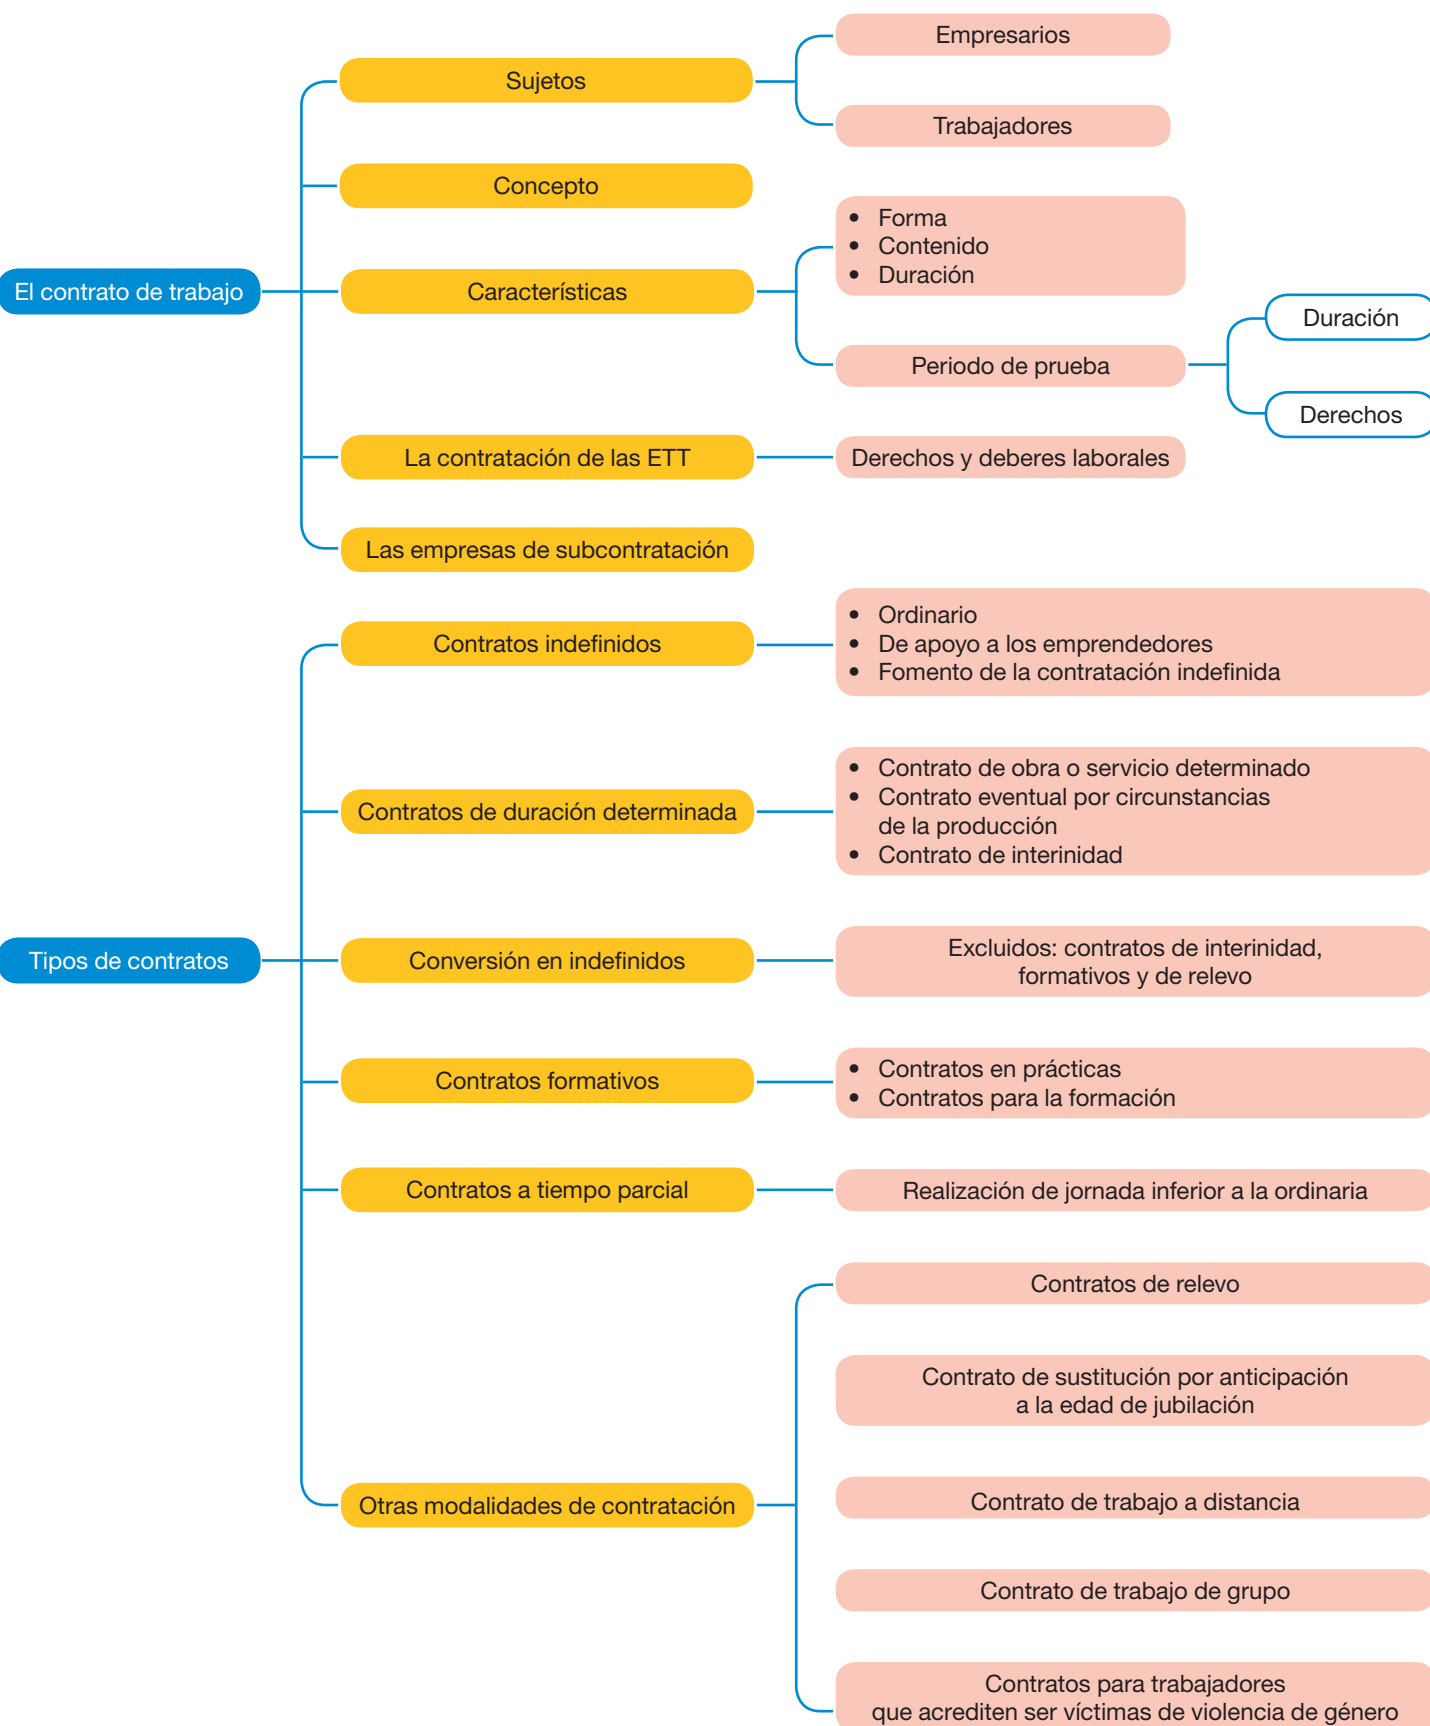 El contrato de trabajo
Sujetos
Empresarios
Trabajadores
Concepto
Características
• Forma
• Contenido
• Duración
Periodo de prueba
Duración
Derechos
La contratación de las ETT
Derechos y deberes laborales
Las empresas de subcontratación
Tipos de contratos
Contratos indefinidos
• Ordinario
• De apoyo a los emprendedores
• Fomento de la contratación indefinida
Contratos de duración determinada
• Contrato de obra o servicio determinado
• Contrato eventual por circunstancias
de la producción
• Contrato de interinidad
Conversión en indefinidos
Excluidos: contratos de interinidad,
formativos y de relevo
Contratos formativos
• Contratos en prácticas
• Contratos para la formación
Contratos a tiempo parcial
Realización de jornada inferior a la ordinaria
Otras modalidades de contratación
Contratos de relevo
Contrato de sustitución por anticipación
a la edad de jubilación
Contrato de trabajo a distancia
Contrato de trabajo de grupo
Contratos para trabajadores
que acrediten ser víctimas de violencia de género